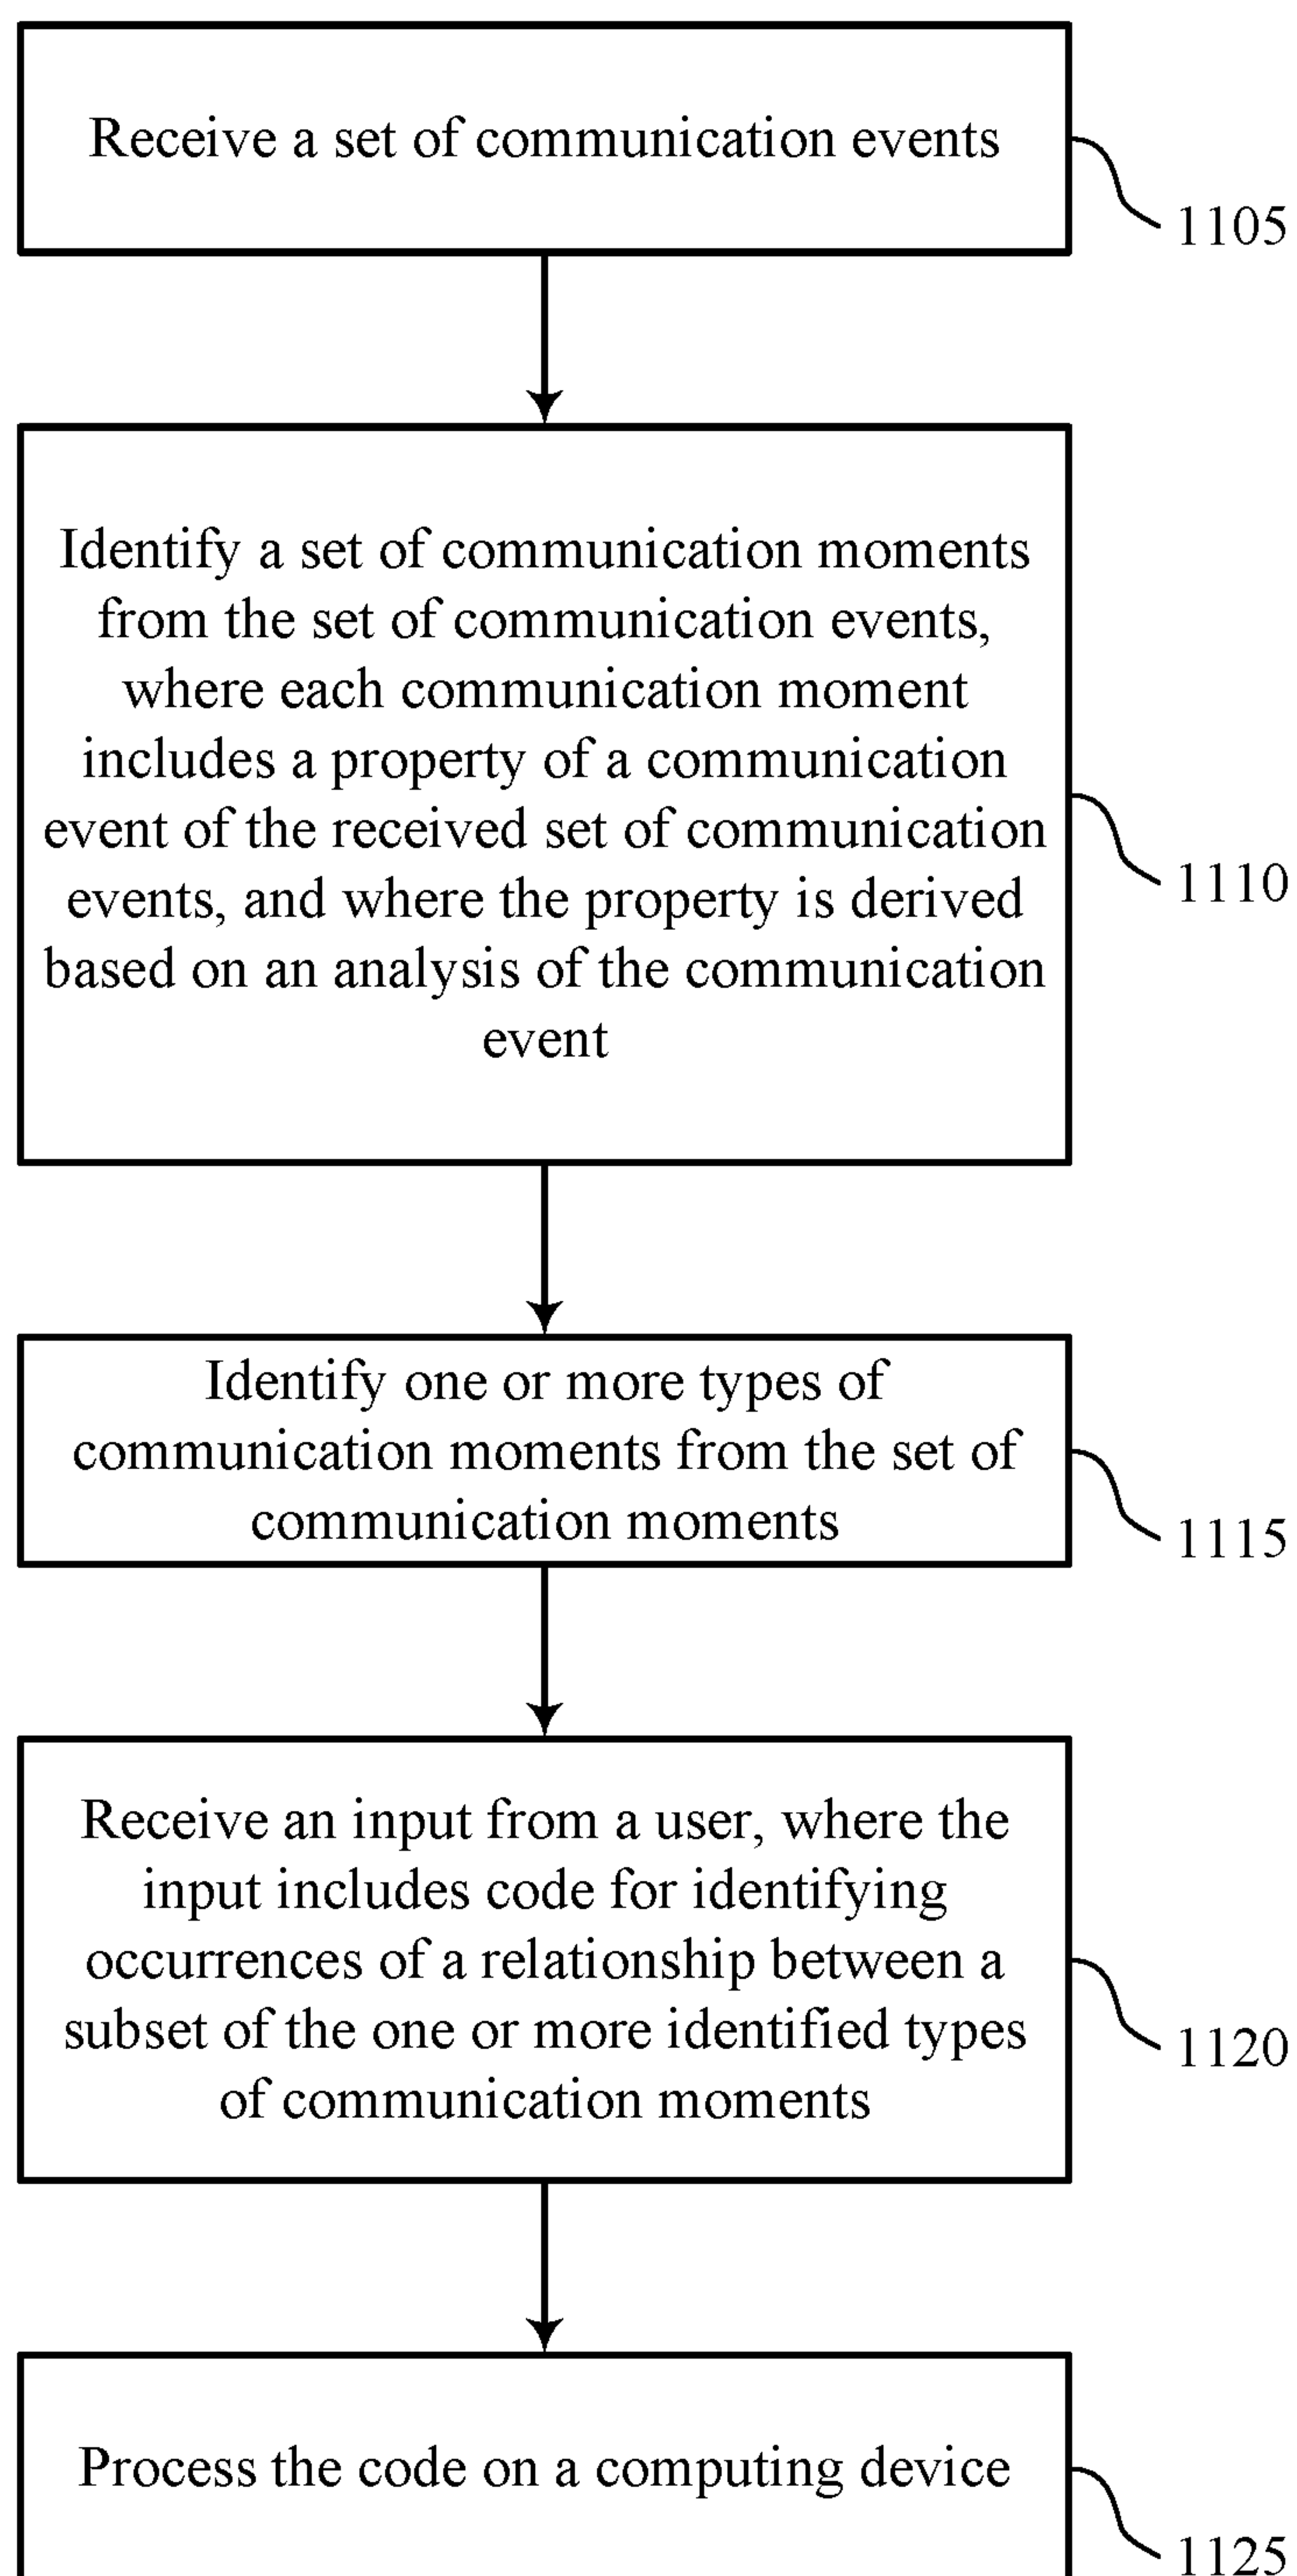 Receive a set of communication events
1105
Identify a set of communication moments
from the set of communication events,
where each communication moment
includes a property of a communication
event of the received set of communication
events, and where the property is derived
based on an analysis of the communication
event
1110
Identify one or more types of
communication moments from the set of
communication moments
1115
Receive an input from a user, where the
input includes code for identifying
occurrences of a relationship between a
subset of the one or more identified types
of communication moments
1120
Process the code on a computing device
1125